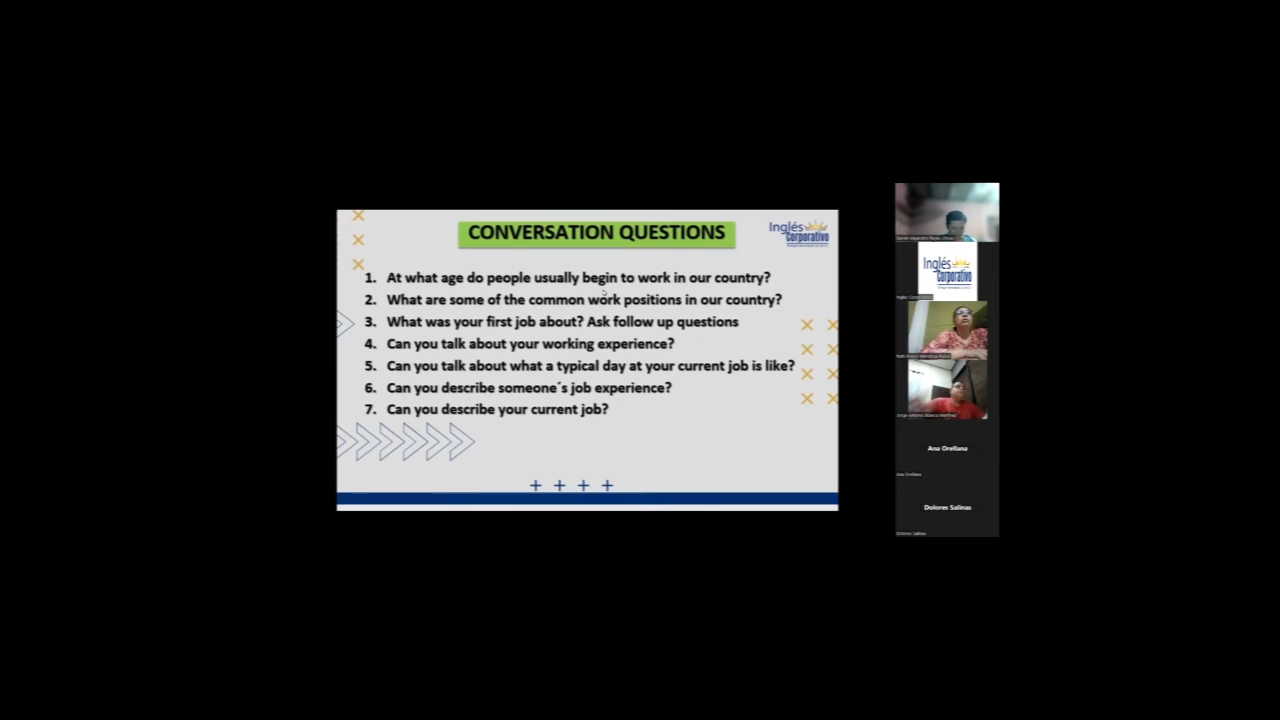 CONVERSATION QUESTIONS
Inglés
Corporativo
1. At what age do people usually begin to work in our country?
2. What are some of the common work positions in our country?
3. What was your first job about? Ask follow up questions
4. Can you talk about your working experience?
5. Can you talk about what a typical day at your current job is like?
6. Can you describe someone´s job experience?
7. Can you describe your current job?
Inglés
Corporativo
Ana Orellana
Ana Orellana
Dolores Salinas
Dolores Salinas